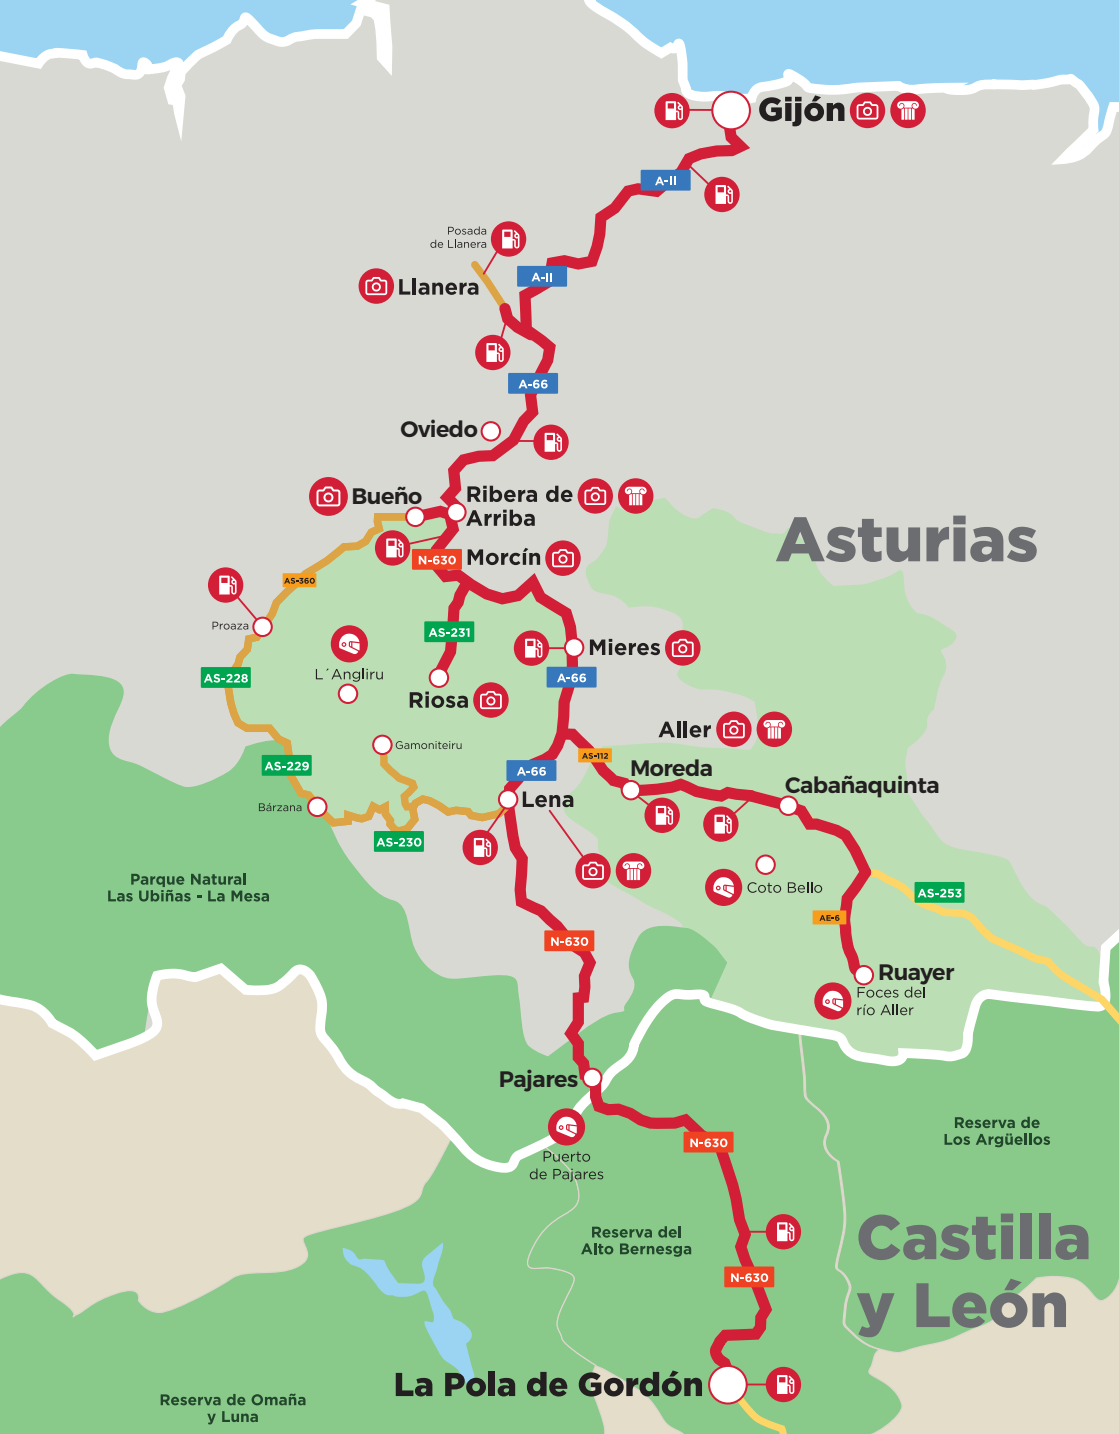 Gijón
A-II
Posada
de Llanera
A-II
Llanera
A-66
Oviedo
Bueño
Ribera de
Arriba
N-630
Morcín
AS-360
Proaza
AS-231
Mieres
L´Angliru
AS-228
A-66
Riosa
Aller
Gamoniteiru
AS-112
AS-229
A-66
Moreda
Cabañaquinta
Bárzana
Lena
AS-230
Parque Natural
Las Ubiñas - La Mesa
Coto Bello
AS-253
AE-6
N-630
Ruayer
Foces del
río Aller
Asturias
Pajares
Puerto
de Pajares
N-630
Reserva de
Los Argüellos
Reserva del
Alto Bernesga
Castilla
y León
N-630
La Pola de Gordón
Reserva de Omaña
y Luna